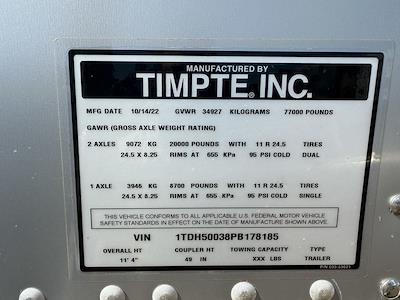 MANUFACTURED BY
TIMPTE, INC.
MFG DATE 10/14/22 GVWR 34927 KILOGRAMS 77000 POUNDS
GAWR (GROSS AXLE WEIGHT RATING)
2 AXLES 9072 KG 20000 POUNDS WITH 11 R 24.5 TIRES
24.5 X 8.25 RIMS AT 655 KPa 95 PSI COLD DUAL
1 AXLE 3946 KG 8700 POUNDS WITH 11 R 24.5 TIRES
24.5 X 8.25 RIMS AT 655 KPa 95 PSI COLD SINGLE
THIS VEHICLE CONFORMS TO ALL APPLICABLE U.S. FEDERAL MOTOR VEHICLE
SAFETY STANDARDS IN EFFECT ON THE DATE OF MANUFACTURE SHOWN ABOVE.
VIN 1TDH50038PB178185
OVERALL HT COUPLER HT TOWING CAPACITY TYPE
11' 4" 49 IN XXX LBS TRAILER